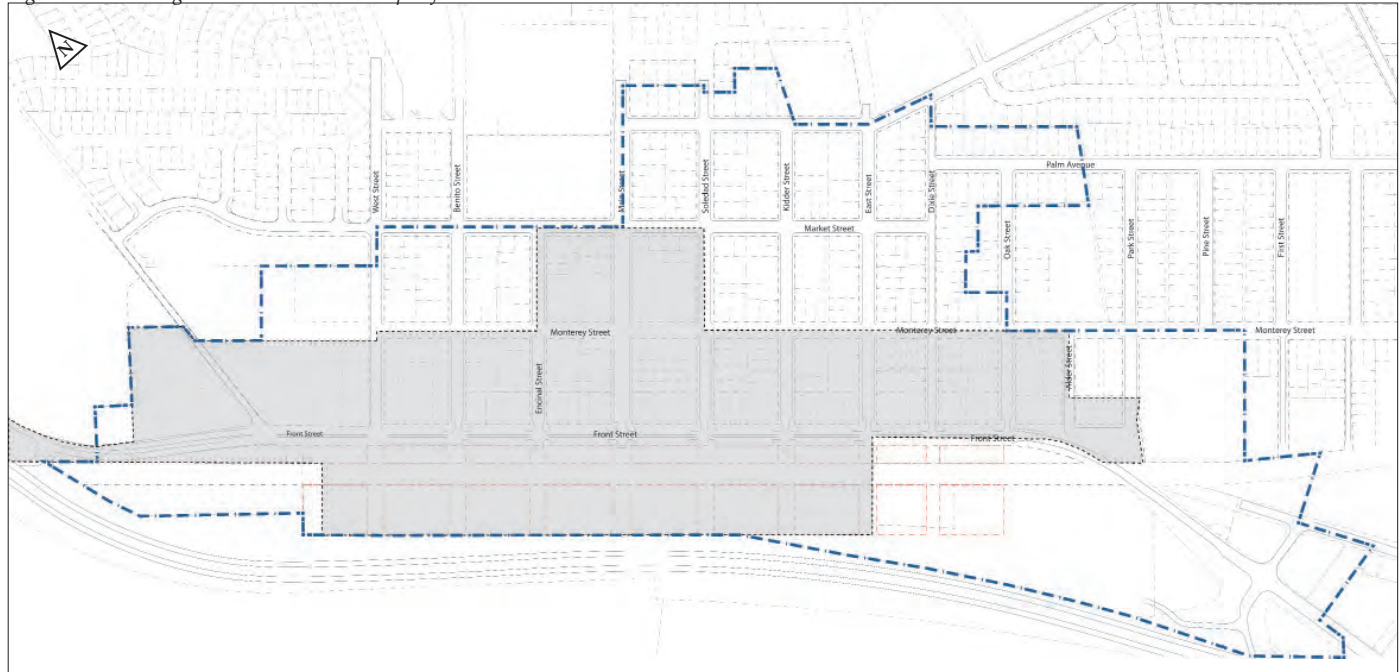 N
Palm Avenue
West Street
Benito Street
Main Street
Soledad Street
Kidder Street
East Street
Dixie Street
Market Street
Oak Street
Park Street
Pine Street
First Street
Monterey Street
Monterey Street
Monterey Street
Encinal Street
Alder Street
Front Street
Front Street
Front Street